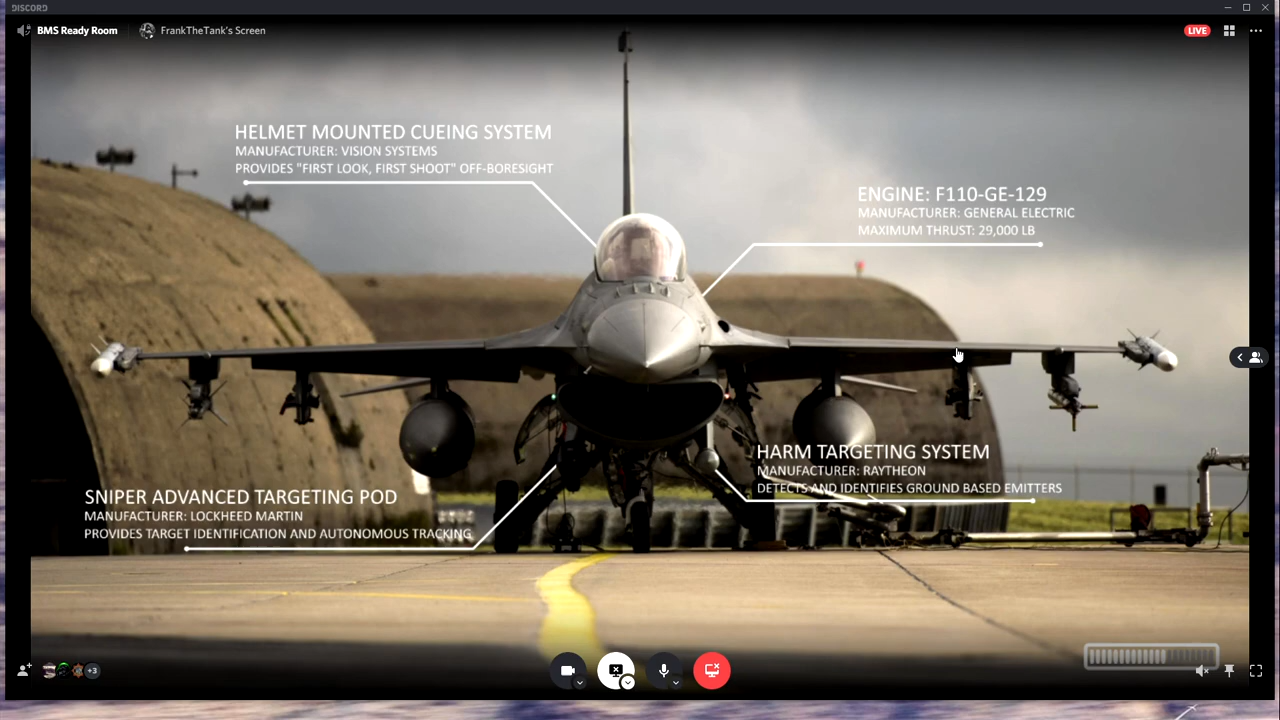 DISCORD
BMS Ready Room
FrankTheTank's Screen
LIVE
HELMET MOUNTED CUEING SYSTEM
MANUFACTURER: VISION SYSTEMS
PROVIDES "FIRST LOOK, FIRST SHOOT" OFF-BORESIGHT
ENGINE: F110-GE-129
MANUFACTURER: GENERAL ELECTRIC
MAXIMUM THRUST: 29,000 LB
HARM TARGETING SYSTEM
MANUFACTURER: RAYTHEON
DETECTS AND IDENTIFIES GROUND BASED EMITTERS
SNIPER ADVANCED TARGETING POD
MANUFACTURER: LOCKHEED MARTIN
PROVIDES TARGET IDENTIFICATION AND AUTONOMOUS TRACKING
+3